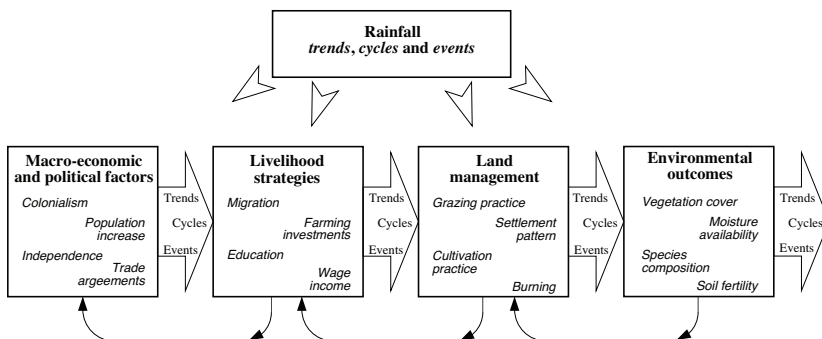 Rainfall
trends, cycles and events
Macro-economic
and political factors
Colonialism
Population
increase
Independence
Trade
argeements
Trends
Cycles
Events
Livelihood
strategies
Migration
Farming
investments
Education
Wage
income
Trends
Cycles
Events
Land
management
Grazing practice
Settlement
pattern
Cultivation
practice
Burning
Trends
Cycles
Events
Environmental
outcomes
Vegetation cover
Moisture
availability
Species
composition
Soil fertility
Trends
Cycles
Events